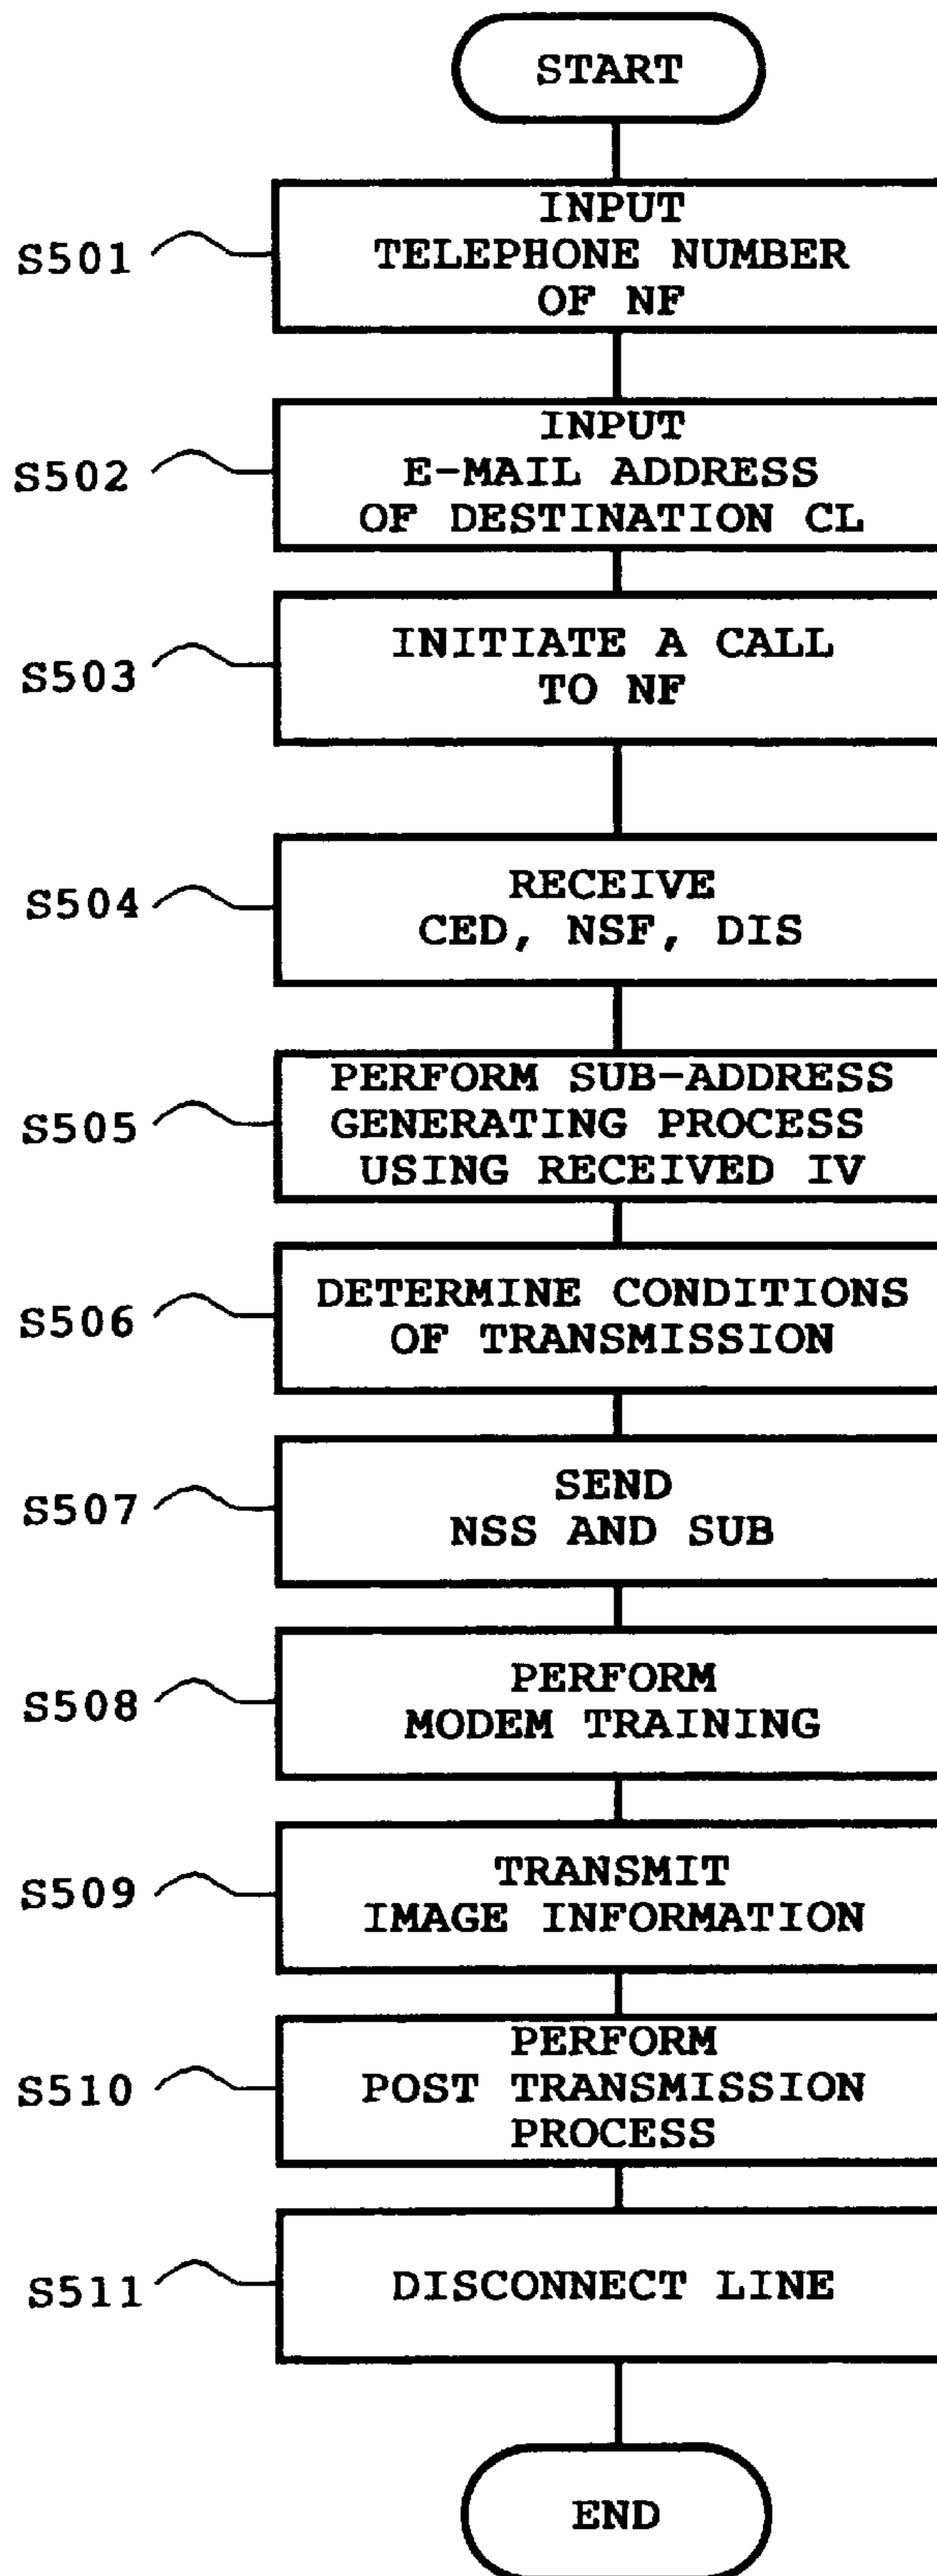 START
S501
INPUT
TELEPHONE NUMBER
OF NF
S502
INPUT
E-MAIL ADDRESS
OF DESTINATION CL
S503
INITIATE A CALL
TO NF
S504
RECEIVE
CED, NSF, DIS
S505
PERFORM SUB-ADDRESS
GENERATING PROCESS
USING RECEIVED IV
S506
DETERMINE CONDITIONS
OF TRANSMISSION
S507
SEND
NSS AND SUB
S508
PERFORM
MODEM TRAINING
S509
TRANSMIT
IMAGE INFORMATION
S510
PERFORM
POST TRANSMISSION
PROCESS
S511
DISCONNECT LINE
END